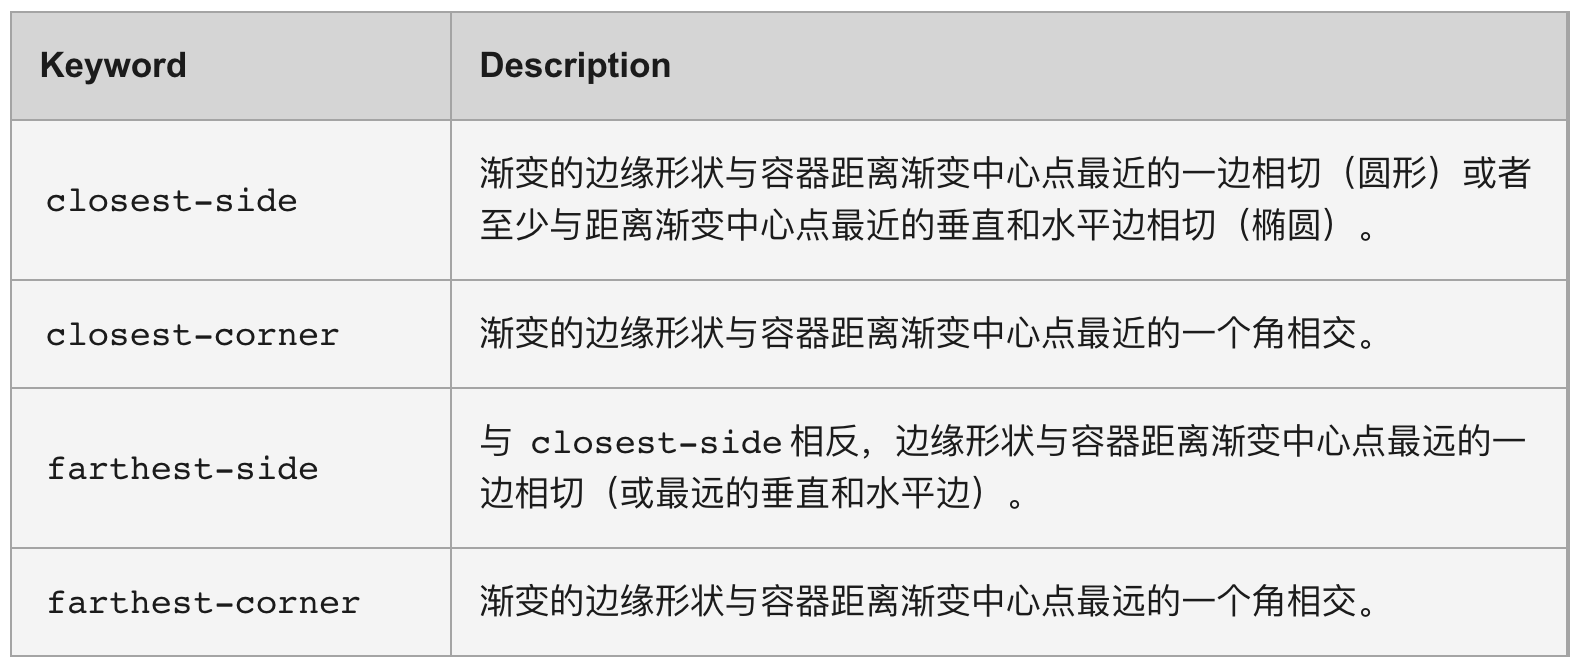 Keyword
Description
closest-side
渐变的边缘形状与容器距离渐变中心点最近的一边相切（圆形）或者
至少与距离渐变中心点最近的垂直和水平边相切（椭圆）。
closest-corner
渐变的边缘形状与容器距离渐变中心点最近的一个角相交。
farthest-side
与 closest-side 相反，边缘形状与容器距离渐变中心点最远的一
边相切（或最远的垂直和水平边）。
farthest-corner
渐变的边缘形状与容器距离渐变中心点最远的一个角相交。